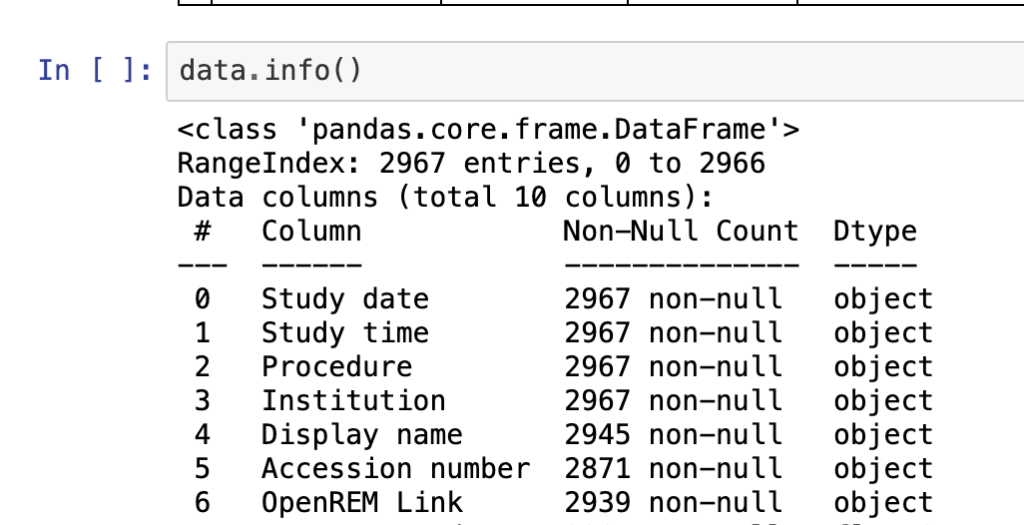 In [ ]: data.info()
<class 'pandas.core.frame.DataFrame'>
RangeIndex: 2967 entries, 0 to 2966
Data columns (total 10 columns):
#   Column   Non-Null Count   Dtype
---   ------   --------------   -----
0   Study date   2967 non-null   object
1   Study time   2967 non-null   object
2   Procedure   2967 non-null   object
3   Institution   2967 non-null   object
4   Display name   2945 non-null   object
5   Accession number   2871 non-null   object
6   OpenREM Link   2939 non-null   object